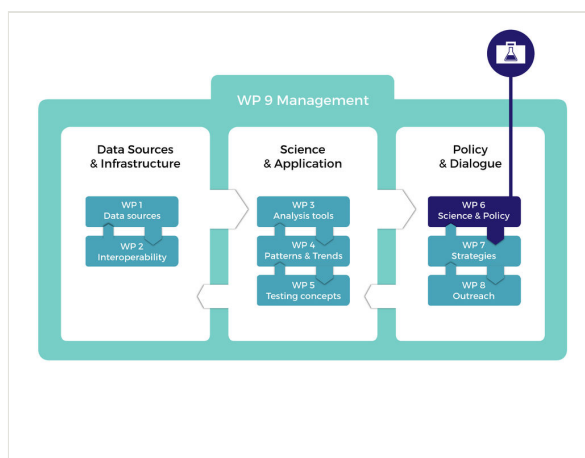 WP 9 Management
Data Sources
& Infrastructure
WP 1
Data sources
WP 2
Interoperability
Science
& Application
WP 3
Analysis tools
WP 4
Patterns & Trends
WP 5
Testing concepts
Policy
& Dialogue
WP 6
Science & Policy
WP 7
Strategies
WP 8
Outreach